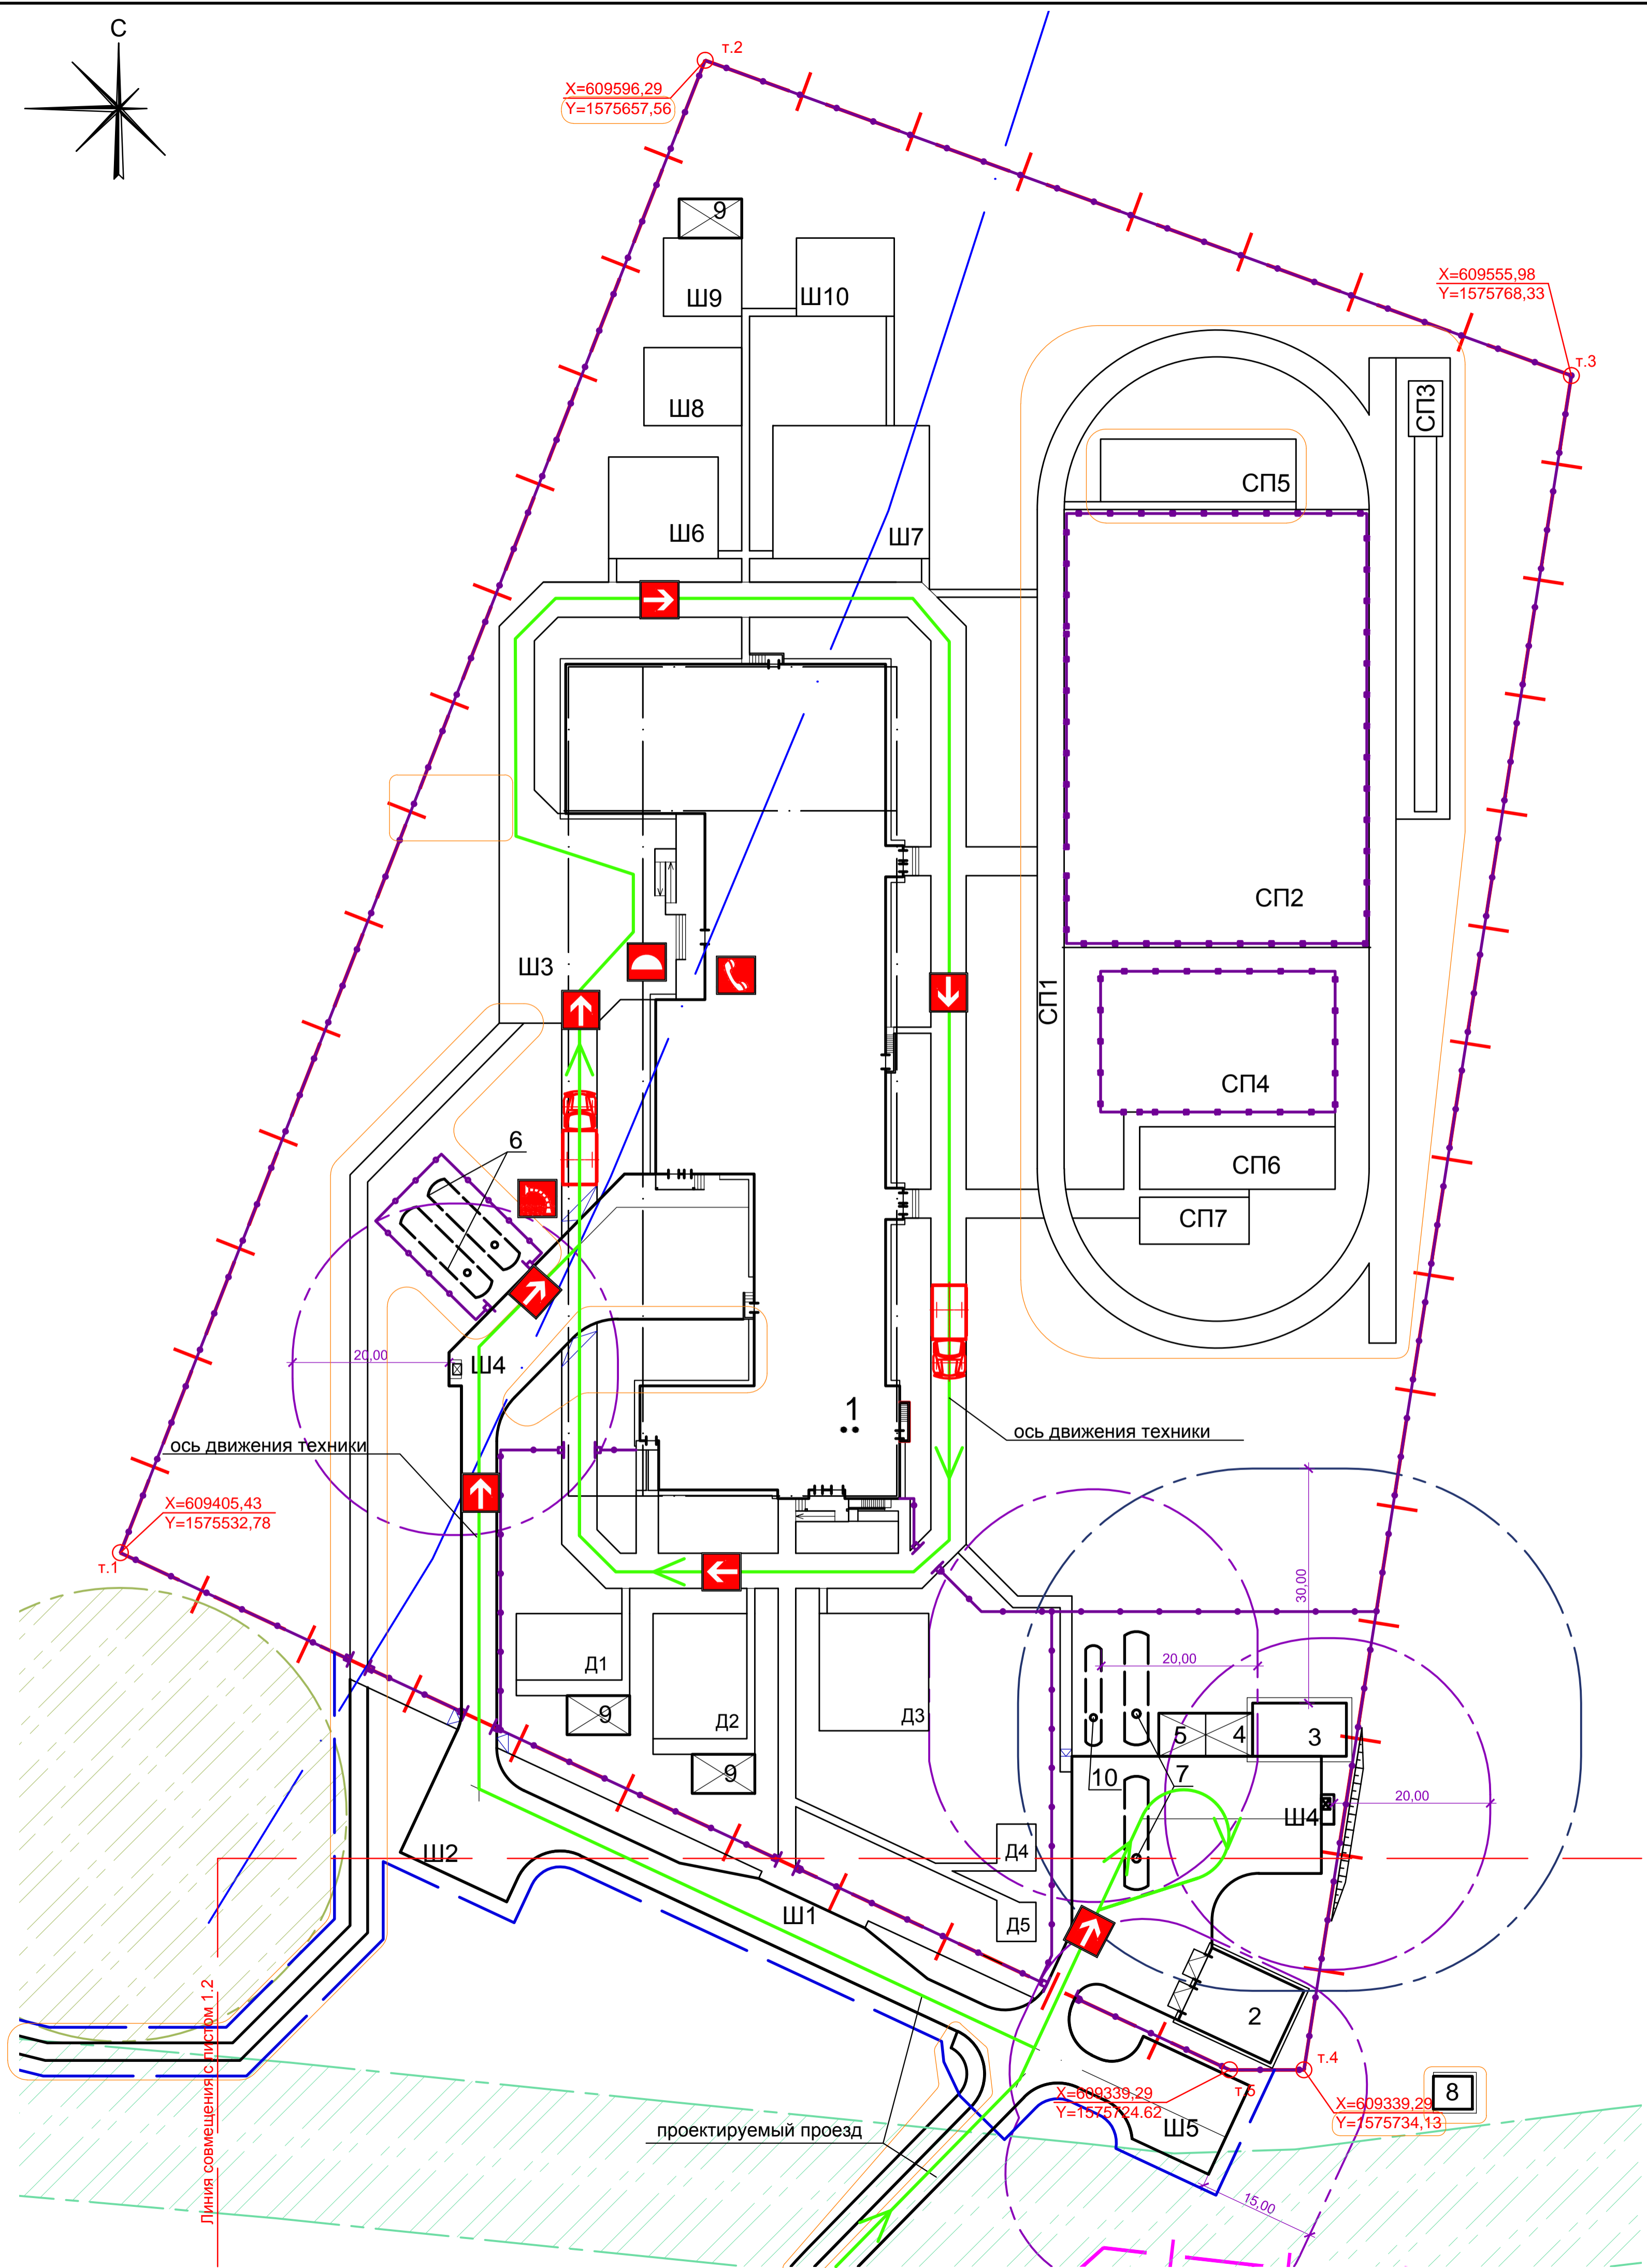 С
т.2
X=609596,29
Y=1575657,56
X=609555,98
Y=1575768,33
т.3
9
Ш9
Ш10
Ш8
СП3
СП5
Ш6
Ш7
СП2
Ш3
СП1
СП4
6
СП6
СП7
20,00
Ш4
1
ось движения техники
ось движения техники
X=609405,43
Y=1575532,78
т.1
30,00
Д1
20,00
9
Д2
Д3
5
4
3
9
10
7
20,00
Ш4
Ш2
Д4
Ш1
Д5
Линия совмещения с листом 1.2
2
т.4
т.5
8
X=609339,29
Y=1575724.62
X=609339,29
Y=1575734,13
проектируемый проезд
Ш5
15,00